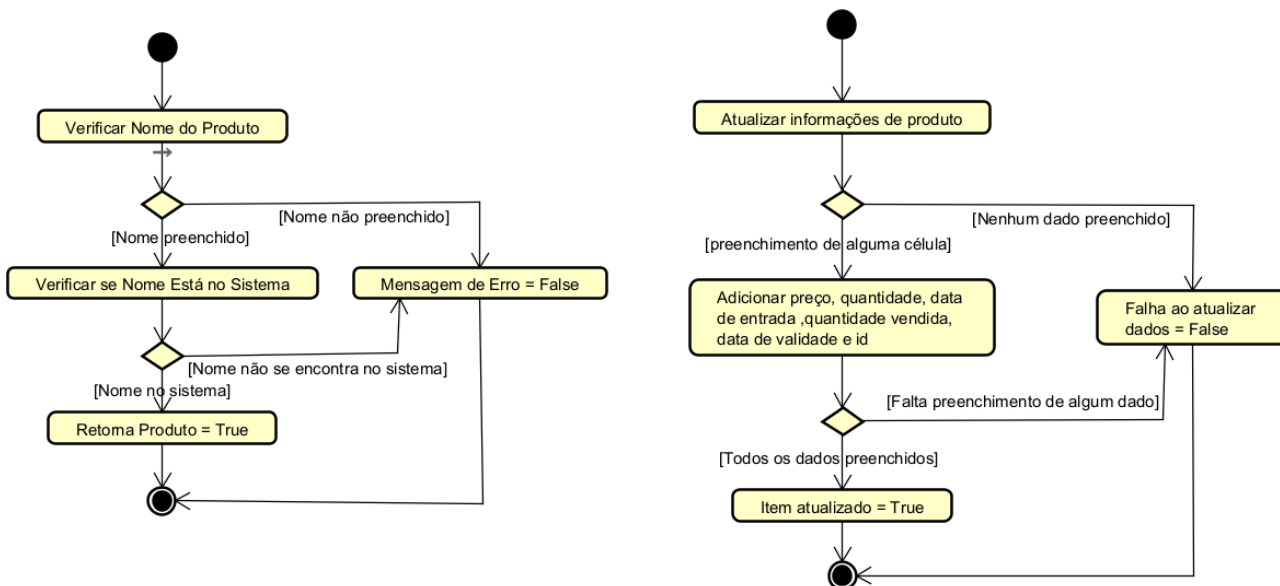 Verificar Nome do Produto
[Nome não preenchido]
[Nome preenchido]
Verificar se Nome Está no Sistema
Mensagem de Erro = False
[Nome não se encontra no sistema]
[Nome no sistema]
Retorna Produto = True
Atualizar informações de produto
[Nenhum dado preenchido]
[preenchimento de alguma célula]
Adicionar preço, quantidade, data
de entrada ,quantidade vendida,
data de validade e id
Falha ao atualizar
dados = False
[Falta preenchimento de algum dado]
[Todos os dados preenchidos]
Item atualizado = True